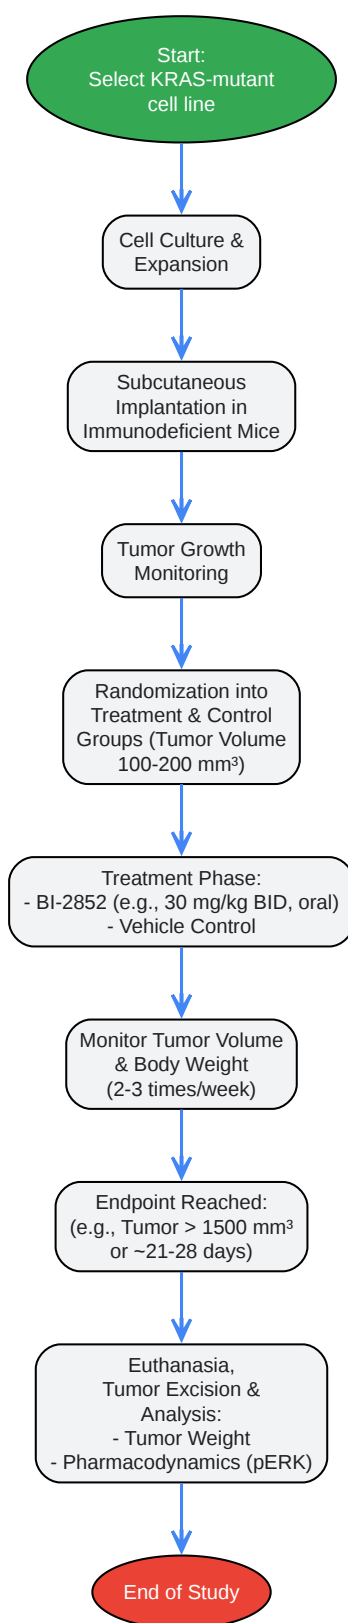 Start:
Select KRAS-mutant
cell line
Cell Culture &
Expansion
Subcutaneous
Implantation in
Immunodeficient Mice
Tumor Growth
Monitoring
Randomization into
Treatment & Control
Groups (Tumor Volume
100-200 mm³)
Treatment Phase:
- BI-2852 (e.g., 30 mg/kg BID, oral)
- Vehicle Control
Monitor Tumor Volume
& Body Weight
(2-3 times/week)
Endpoint Reached:
(e.g., Tumor > 1500 mm³
or ~21-28 days)
Euthanasia,
Tumor Excision &
Analysis:
- Tumor Weight
- Pharmacodynamics (pERK)
End of Study